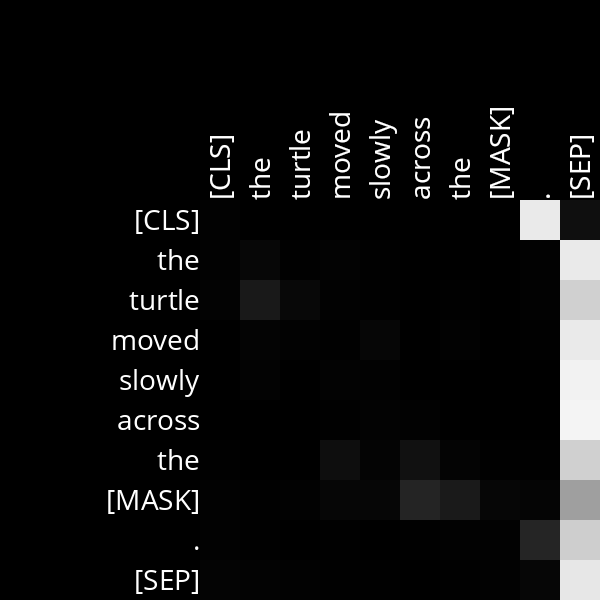 [CLS] the turtle moved slowly across the [MASK] . [SEP]
[CLS]
the
turtle
moved
slowly
across
the
[MASK]
.
[SEP]